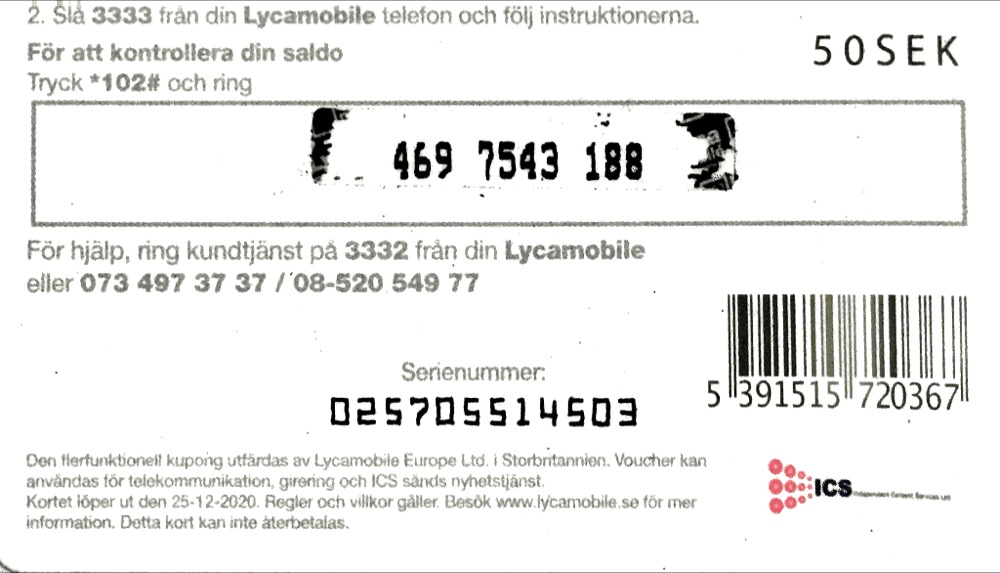 2. Slå 3333 från din Lycamobile telefon och följ instruktionerna.
För att kontrollera din saldo
50SEK
Tryck *102# och ring
469 7543 188
För hjälp, ring kundtjänst på 3332 från din Lycamobile
eller 073 497 37 37 / 08-520 549 77
Serienummer:
025705514503
5 391515 720367
Den flerfunktionell kupong utfärdas av Lycamobile Europe Ltd. i Storbritannien. Voucher kan
användas för telekommunikation, girering och ICS sänds nyhetstjänst.
Kortet löper ut den 25-12-2020. Regler och villkor gäller. Besök www.lycamobile.se för mer
information. Detta kort kan inte återbetalas.
ICS